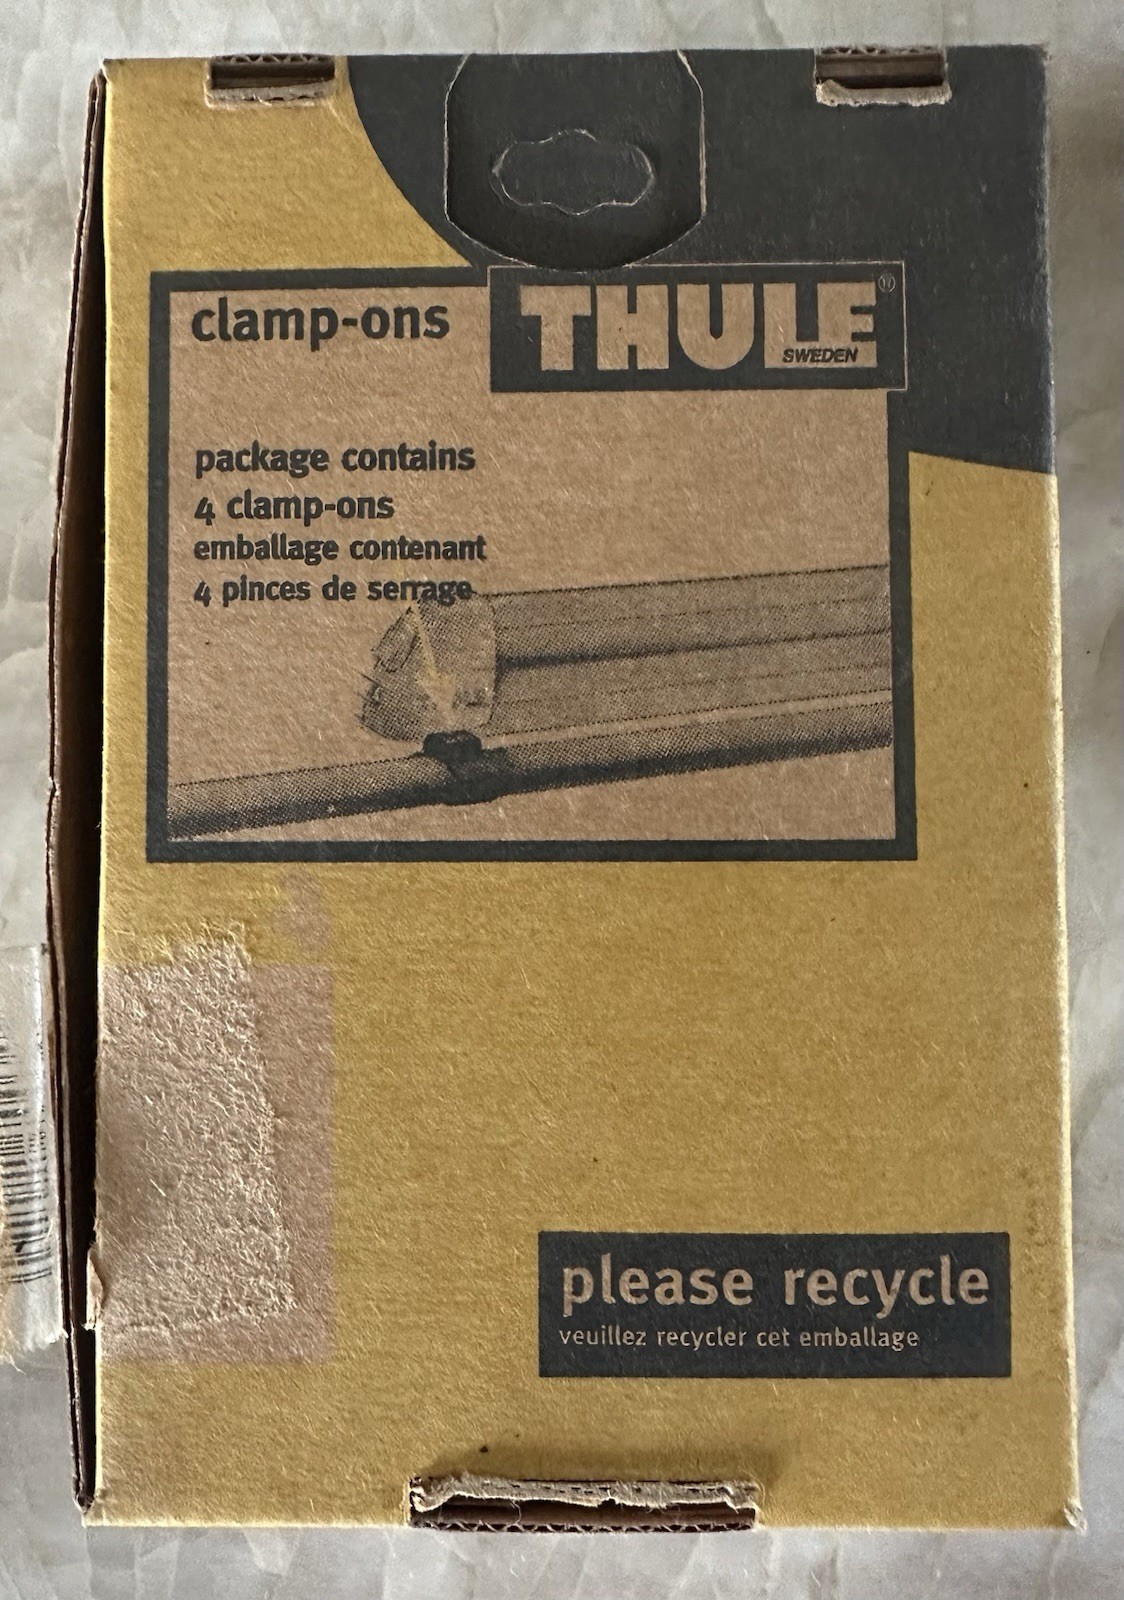 clamp-ons
THULE®
SWEDEN
package contains
4 clamp-ons
emballage contenant
4 pinces de serrage
please recycle
veuillez recycler cet emballage